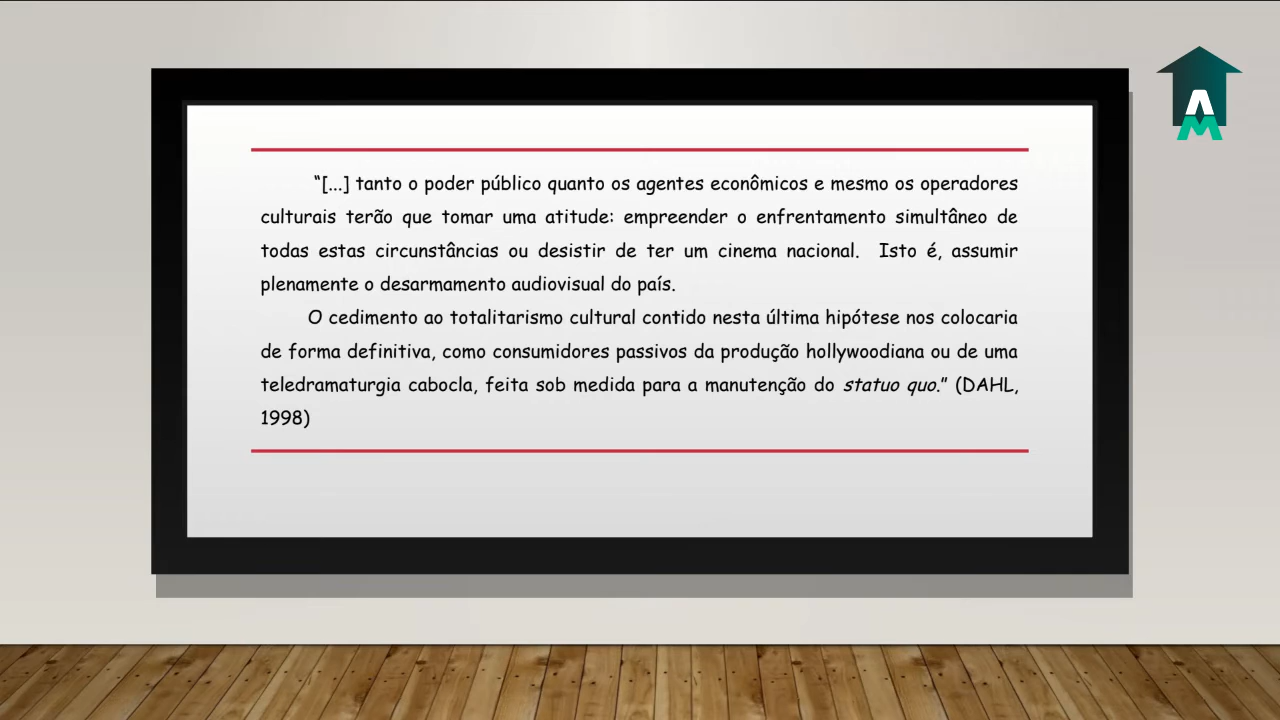 “[...] tanto o poder público quanto os agentes econômicos e mesmo os operadores
culturais terão que tomar uma atitude: empreender o enfrentamento simultâneo de
todas estas circunstâncias ou desistir de ter um cinema nacional. Isto é, assumir
plenamente o desarmamento audiovisual do país.
O cedimento ao totalitarismo cultural contido nesta última hipótese nos colocaria
de forma definitiva, como consumidores passivos da produção hollywoodiana ou de uma
teledramaturgia cabocla, feita sob medida para a manutenção do statuo quo.” (DAHL,
1998)
AM